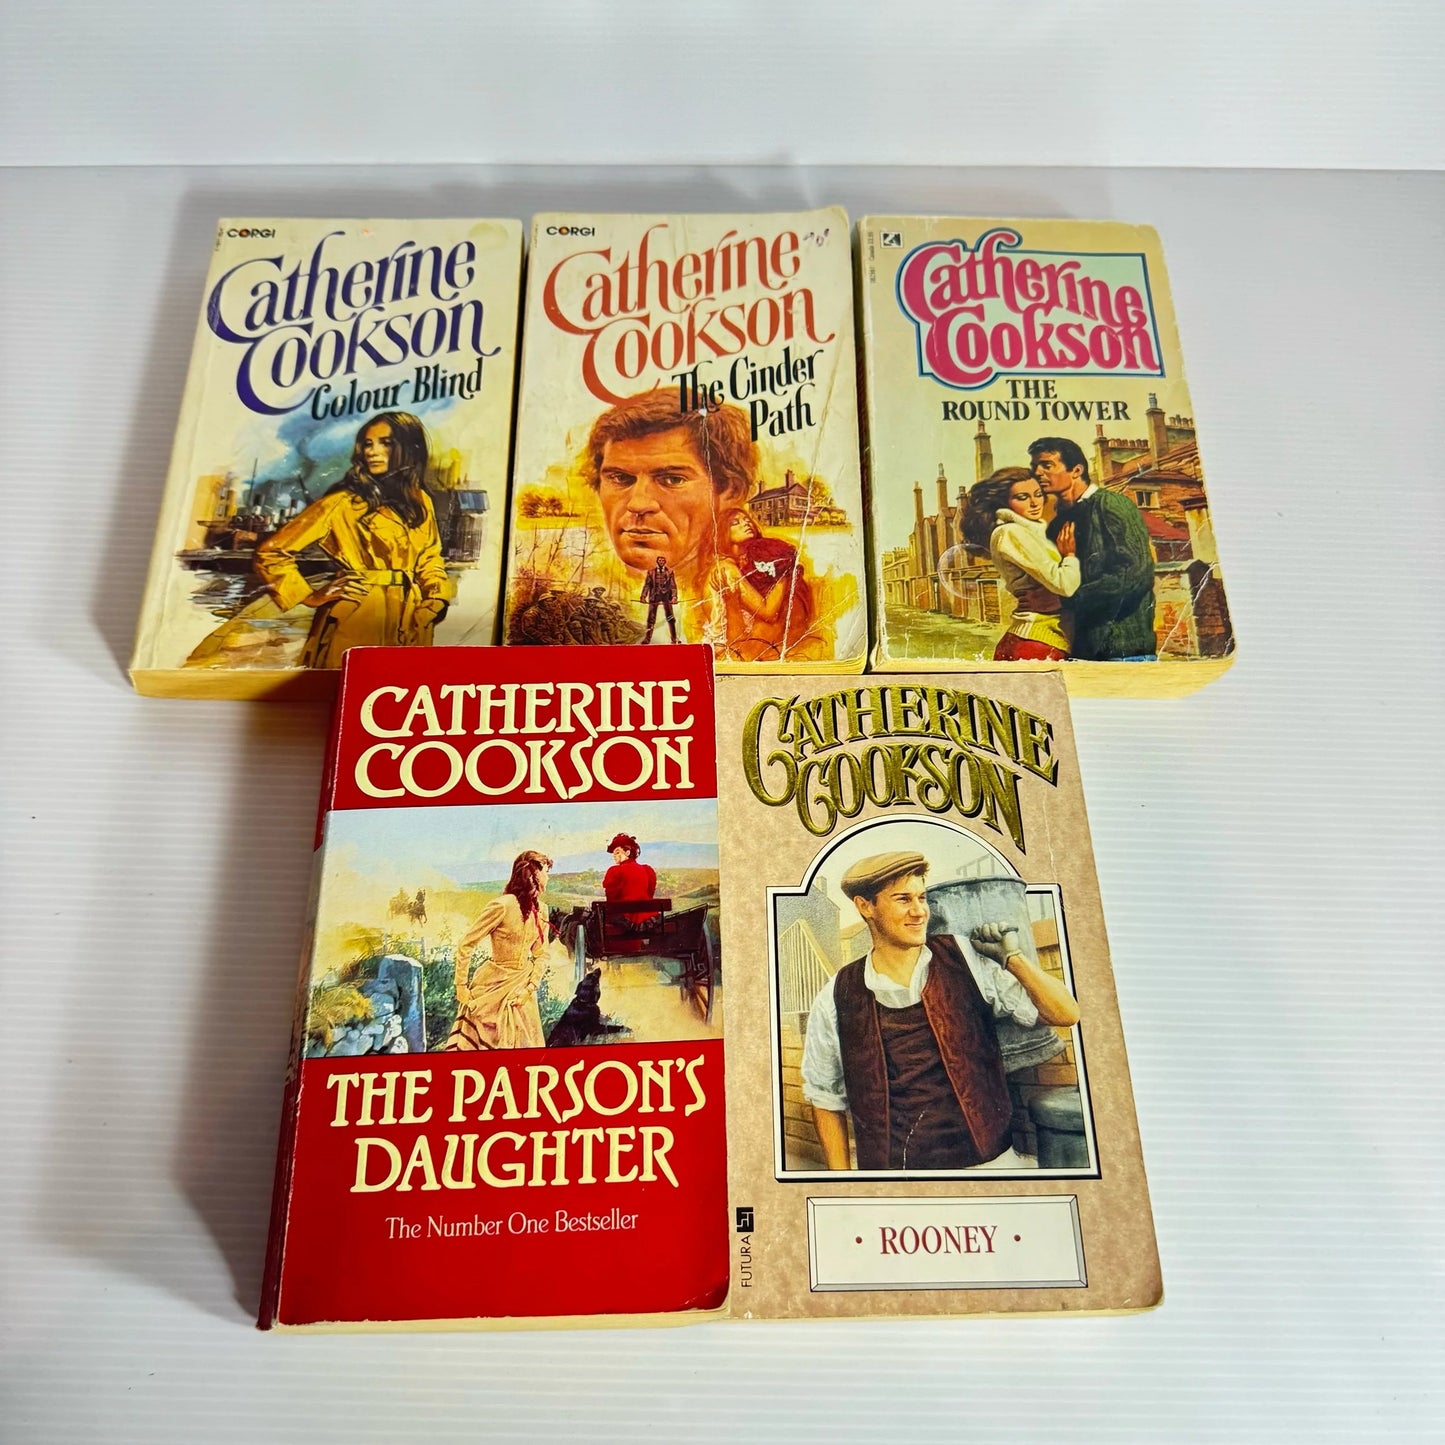 CORGI
Catherine
Cookson
Colour Blind
CORGI
Catherine
Cookson
The Cinder
Path
Catherine
Cookson
THE
ROUND TOWER
CATHERINE
COOKSON
THE PARSON'S
DAUGHTER
The Number One Bestseller
CATHERINE
COOKSON
FUTURA
· ROONEY ·